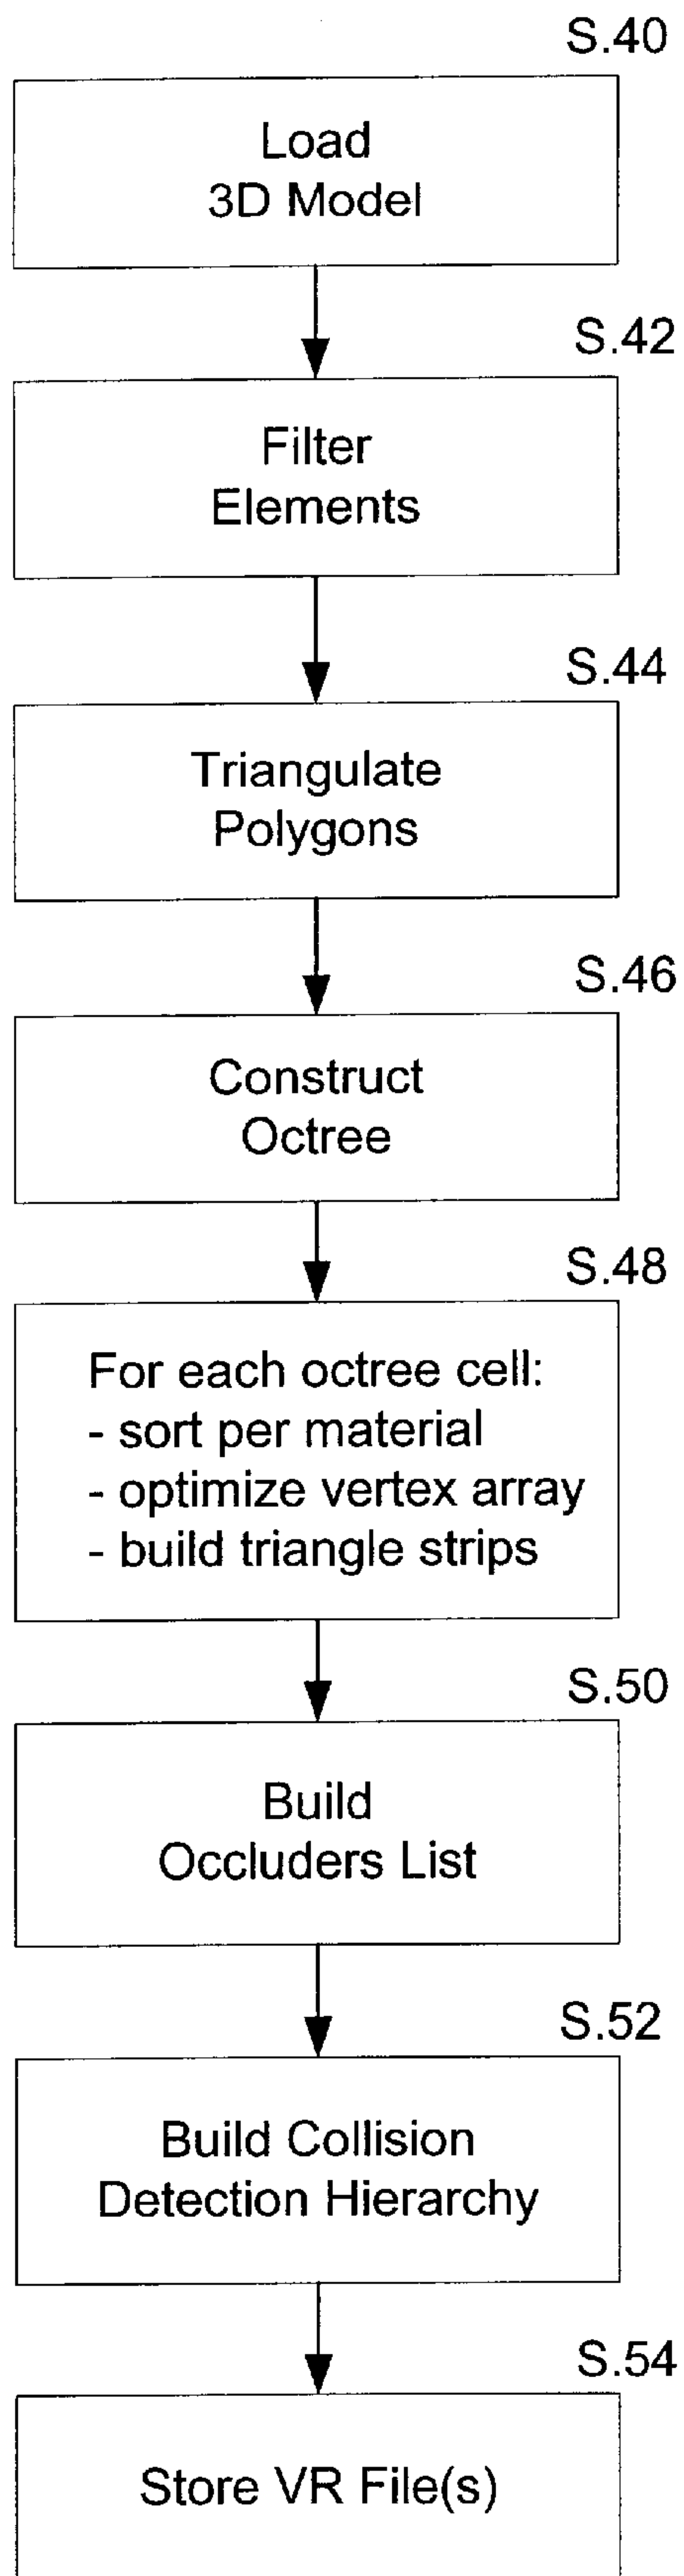 S.40
Load
3D Model
S.42
Filter
Elements
S.44
Triangulate
Polygons
S.46
Construct
Octree
S.48
For each octree cell:
- sort per material
- optimize vertex array
- build triangle strips
S.50
Build
Occluders List
S.52
Build Collision
Detection Hierarchy
S.54
Store VR File(s)